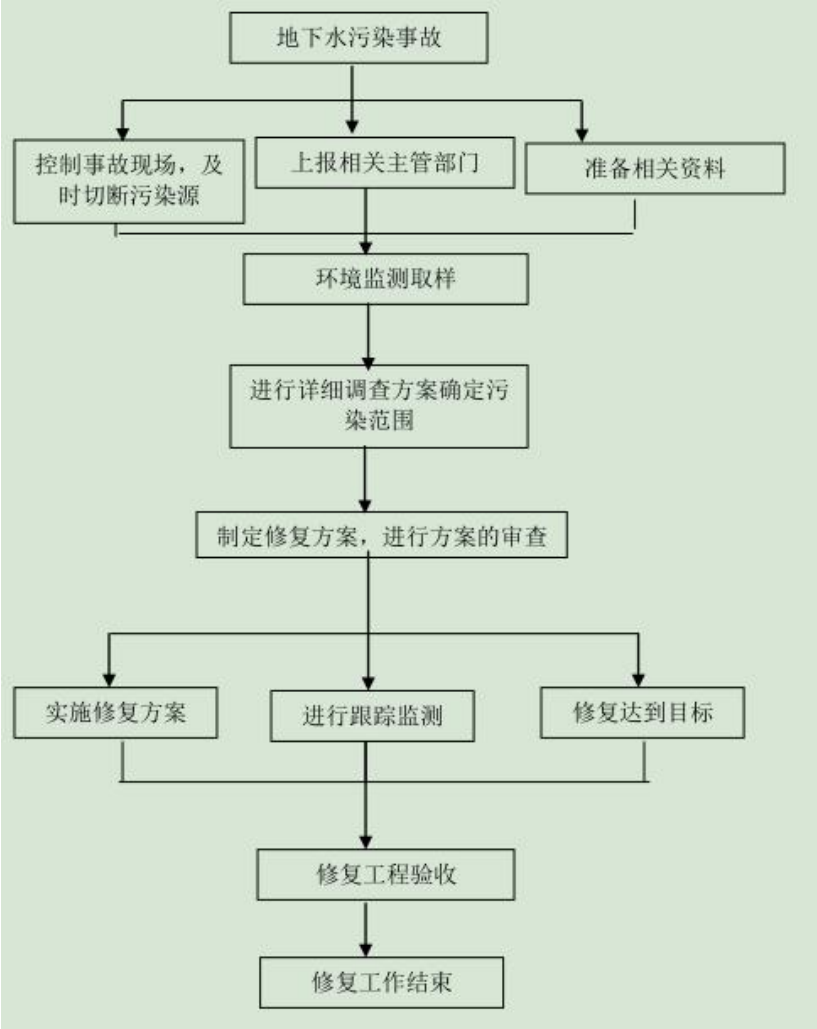 地下水污染事故
控制事故现场，及
时切断污染源
上报相关主管部门
准备相关资料
环境监测取样
进行详细调查方案确定污
染范围
制定修复方案，进行方案的审查
实施修复方案
进行跟踪监测
修复达到目标
修复工程验收
修复工作结束